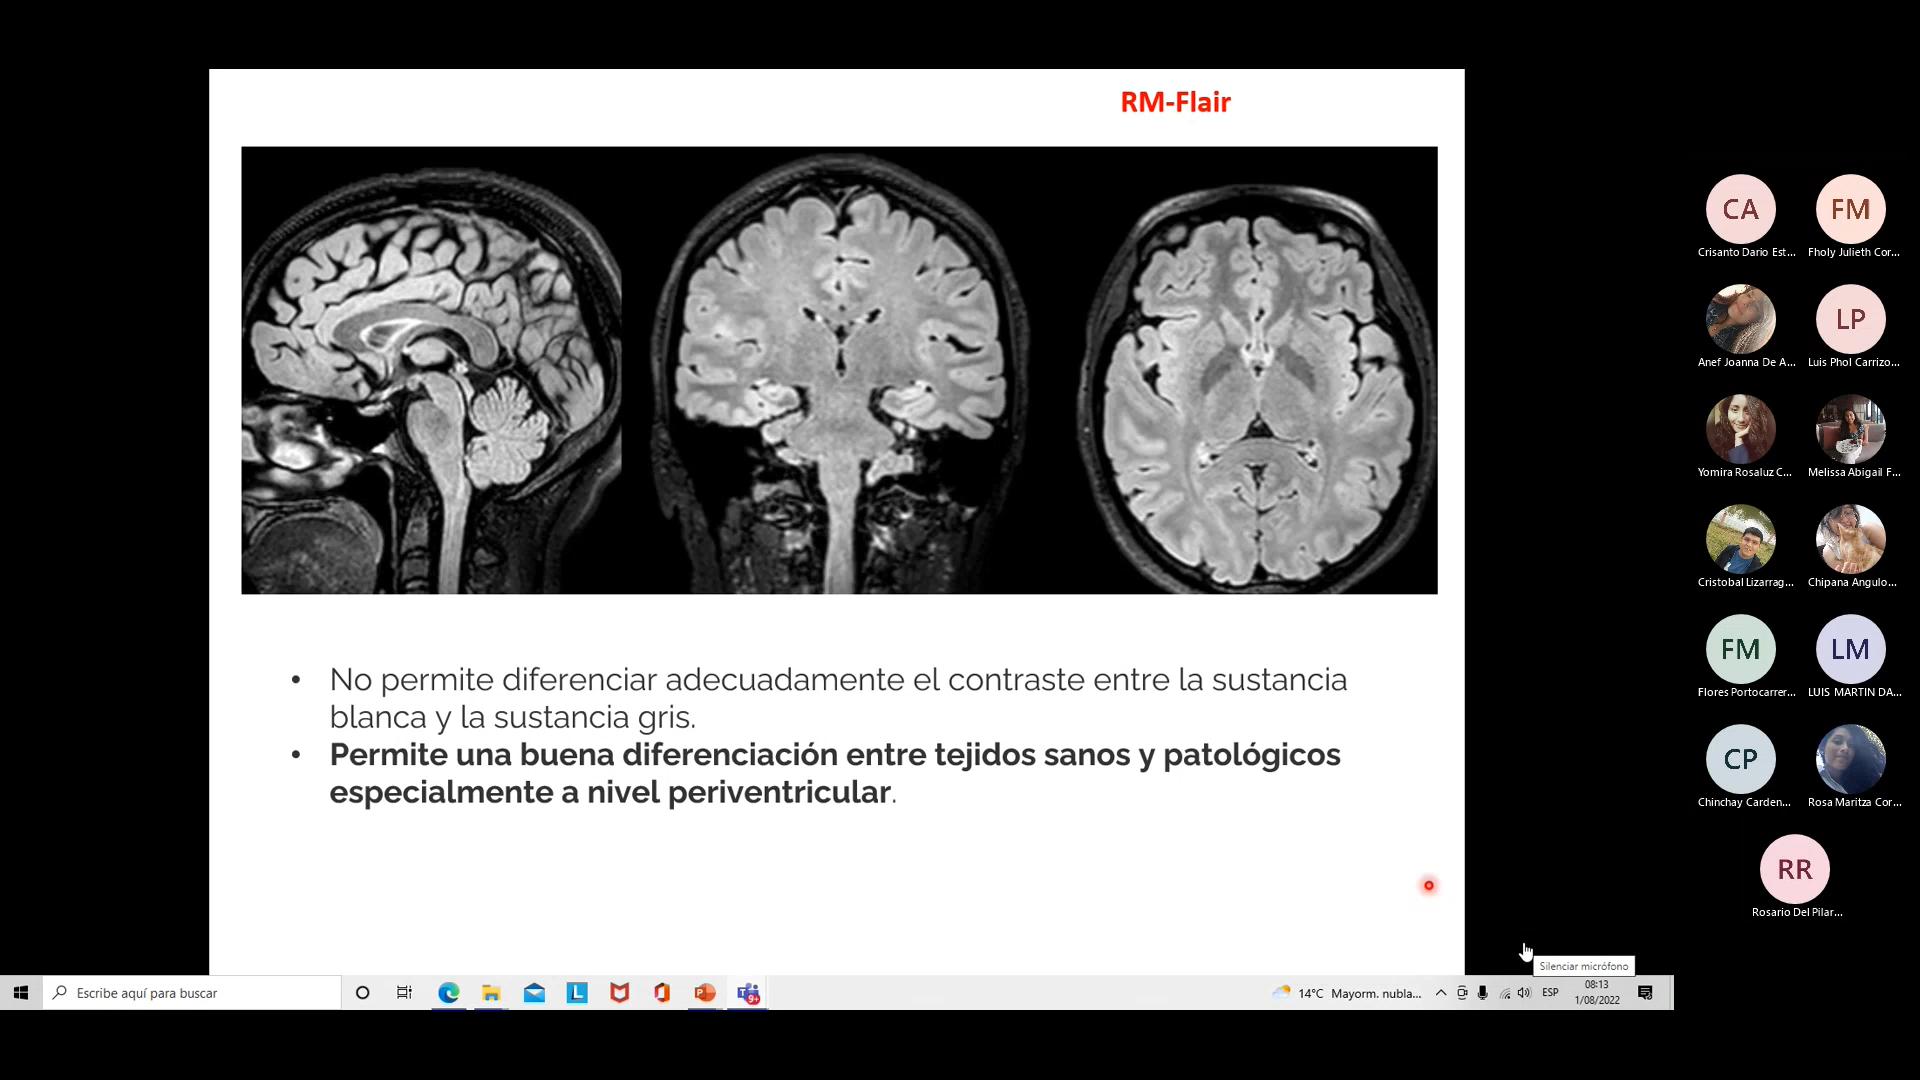 RM-Flair
• No permite diferenciar adecuadamente el contraste entre la sustancia
blanca y la sustancia gris.
• Permite una buena diferenciación entre tejidos sanos y patológicos
especialmente a nivel periventricular.
CA
FM
Crisanto Dario Est...
Fholy Julieth Cor...
LP
Anef Joanna De A...
Luis Phol Carrizo...
Yomira Rosaluz C...
Melissa Abigail F...
Cristobal Lizarrag...
Chipana Angulo...
FM
LM
Flores Portocarrer...
LUIS MARTIN DA...
CP
Chinchay Carden...
Rosa Maritza Cor...
RR
Rosario Del Pilar...
Silenciar micrófono
Escribe aquí para buscar
L
9+
14°C Mayorm. nubla...
ESP
08:13
1/08/2022